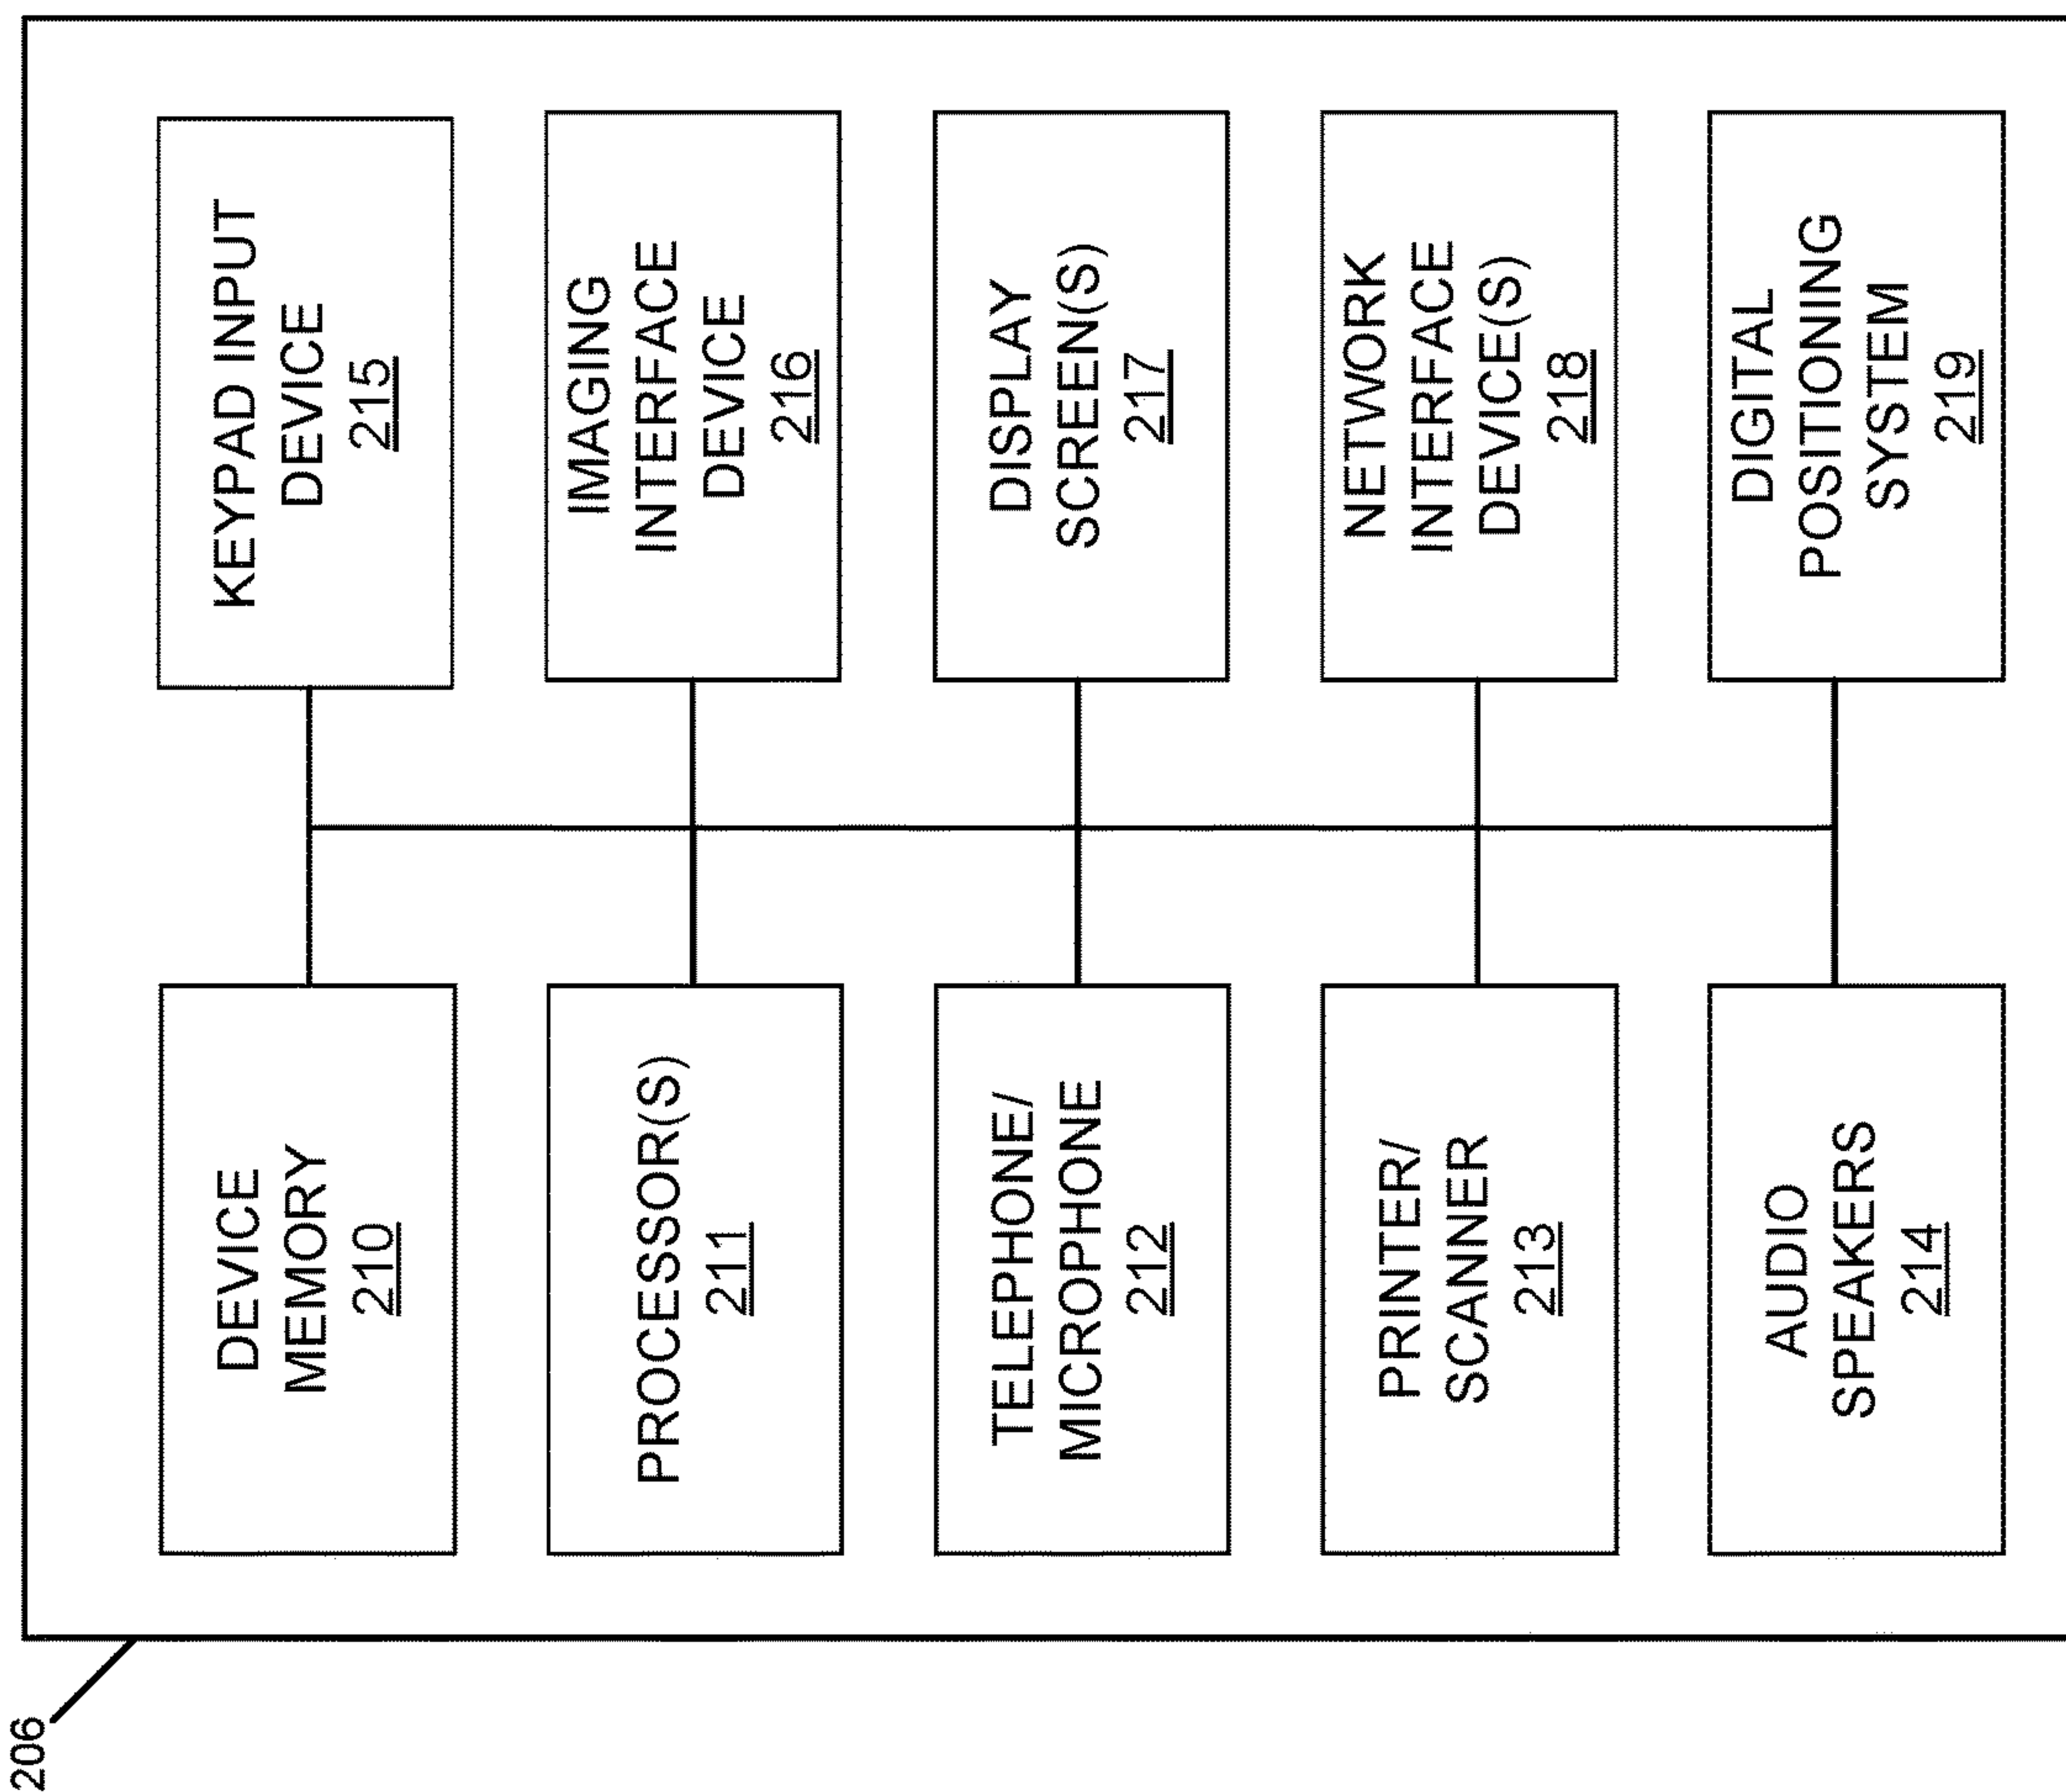 206
DEVICE
MEMORY
210
PROCESSOR(S)
211
TELEPHONE/
MICROPHONE
212
PRINTER/
SCANNER
213
AUDIO
SPEAKERS
214
KEYPAD INPUT
DEVICE
215
IMAGING
INTERFACE
DEVICE
216
DISPLAY
SCREEN(S)
217
NETWORK
INTERFACE
DEVICE(S)
218
DIGITAL
POSITIONING
SYSTEM
219